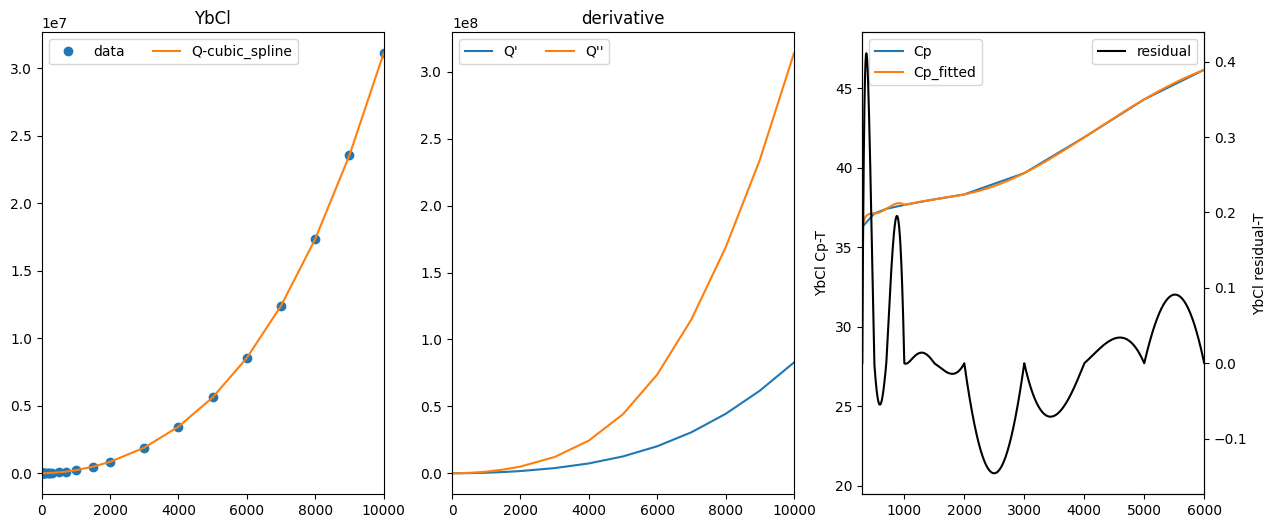 YbCl
1e7
data
Q-cubic_spline
3.0
2.5
2.0
1.5
1.0
0.5
0.0
0 2000 4000 6000 8000 10000
derivative
1e8
Q'
Q''
3.0
2.5
2.0
1.5
1.0
0.5
0.0
0 2000 4000 6000 8000 10000
Cp
Cp_fitted
residual
YbCl Cp-T
45
40
35
30
25
20
1000 2000 3000 4000 5000 6000
0.4
0.3
0.2
0.1
0.0
−0.1
YbCl residual-T